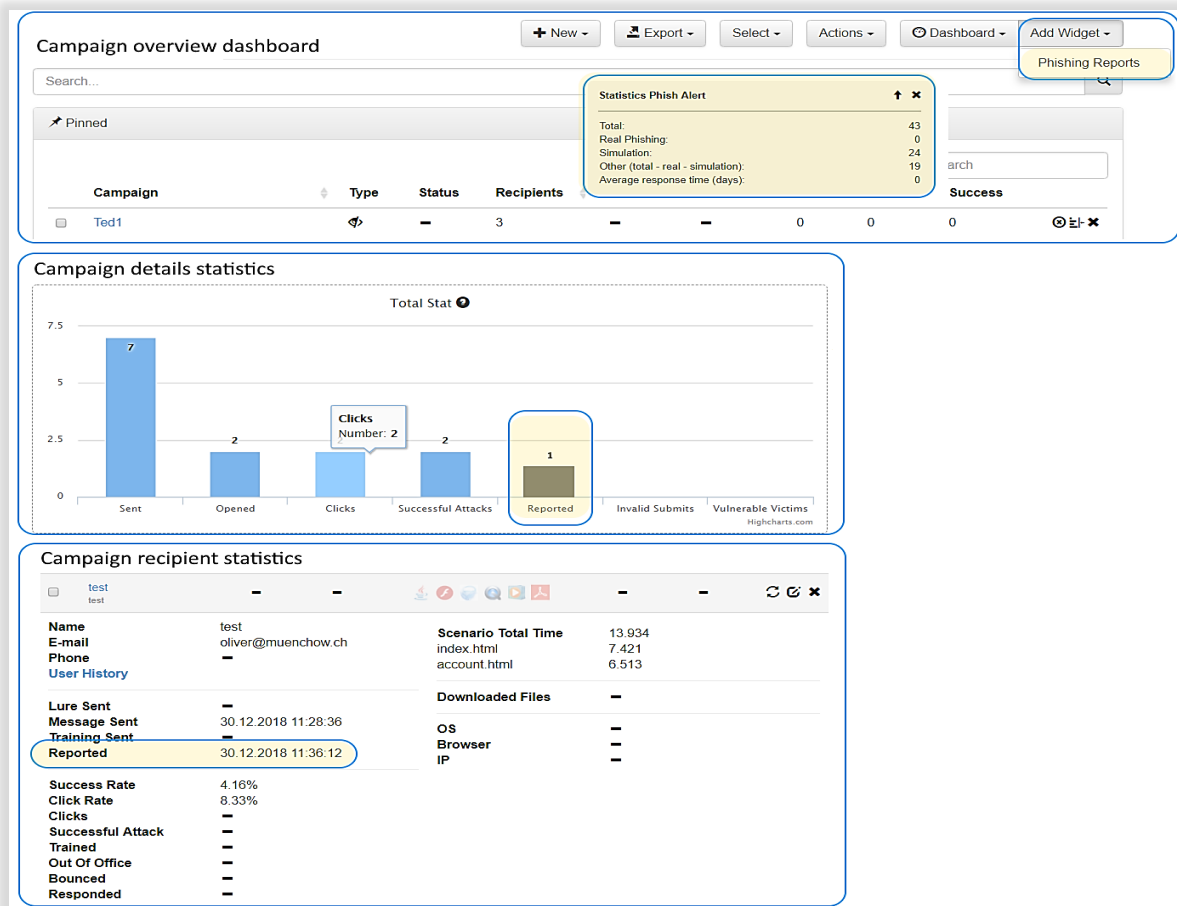 Campaign overview dashboard
New
Export
Select
Actions
Dashboard
Add Widget
Phishing Reports
Search...
Statistics Phish Alert
Total: 43
Real Phishing: 0
Simulation: 24
Other (total - real - simulation): 19
Average response time (days): 0
Pinned
arch
Campaign Type Status Recipients Success
Ted1 3 0 0 0
Campaign details statistics
Total Stat
7.5
5
2.5
0
7
2
Clicks
Number: 2
2
1
Sent Opened Clicks Successful Attacks Reported Invalid Submits Vulnerable Victims
Highcharts.com
Campaign recipient statistics
test
test
Name test
E-mail oliver@muenchow.ch
Phone
User History
Lure Sent
Message Sent 30.12.2018 11:28:36
Training Sent
Reported 30.12.2018 11:36:12
Success Rate 4.16%
Click Rate 8.33%
Clicks
Successful Attack
Trained
Out Of Office
Bounced
Responded
Scenario Total Time 13.934
index.html 7.421
account.html 6.513
Downloaded Files
OS
Browser
IP